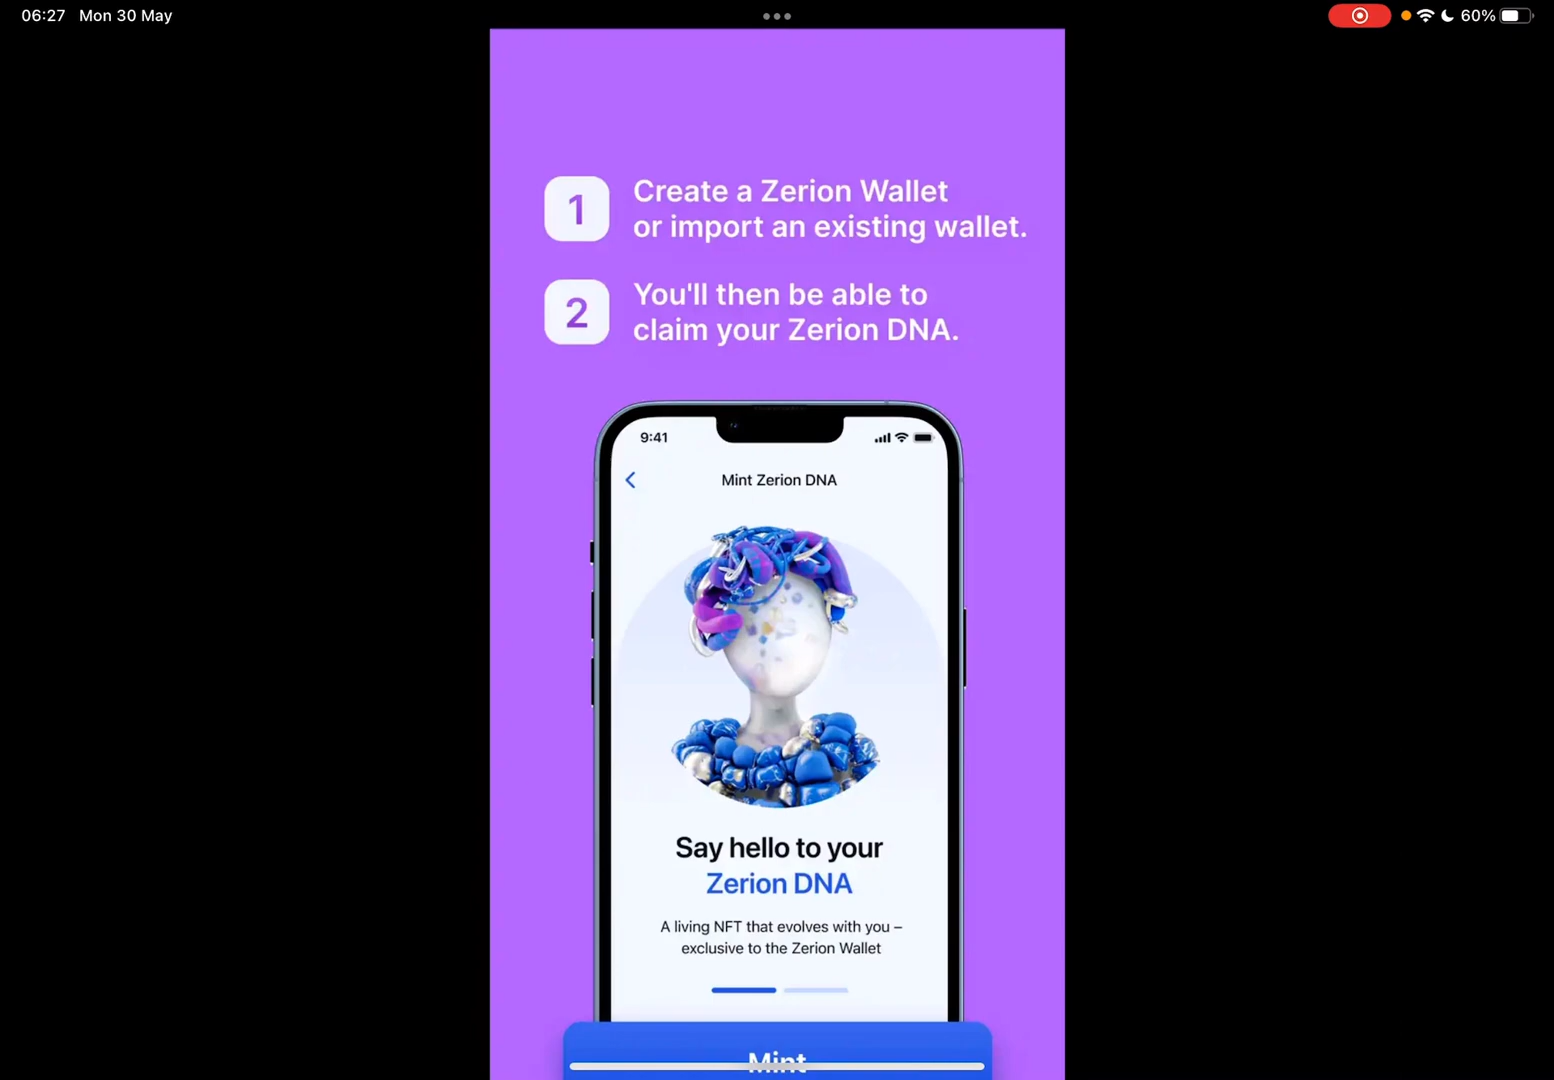 06:27 Mon 30 May
60%
1
Create a Zerion Wallet
or import an existing wallet.
2
You'll then be able to
claim your Zerion DNA.
9:41
Mint Zerion DNA
Say hello to your
Zerion DNA
A living NFT that evolves with you –
exclusive to the Zerion Wallet
Mint